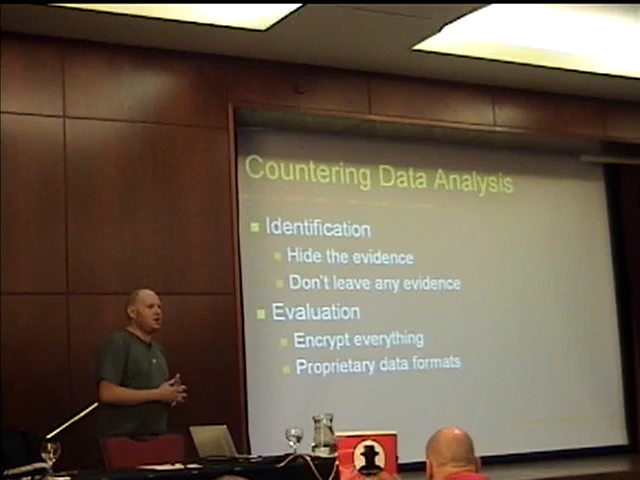 Countering Data Analysis
Identification
Hide the evidence
Don't leave any evidence
Evaluation
Encrypt everything
Proprietary data formats